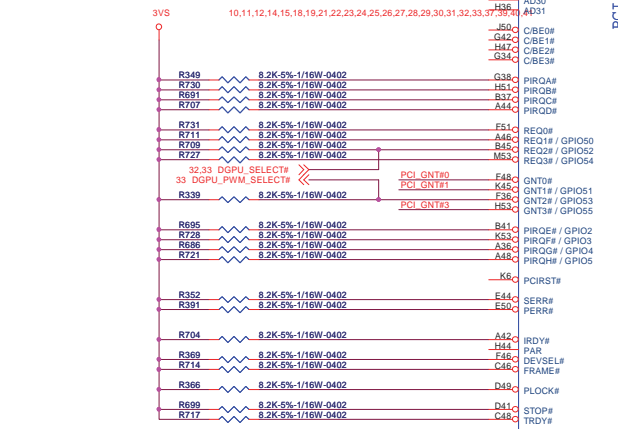 AD30
H36 AD31
3VS 10,11,12,14,15,18,19,21,22,23,24,25,26,27,28,29,30,31,32,33,37,39,40,41
J50 C/BE0#
G42 C/BE1#
H47 C/BE2#
G34 C/BE3#
R349 8.2K-5%-1/16W-0402 G38 PIRQA#
R730 8.2K-5%-1/16W-0402 H51 PIRQB#
R691 8.2K-5%-1/16W-0402 B37 PIRQC#
R707 8.2K-5%-1/16W-0402 A44 PIRQD#
R731 8.2K-5%-1/16W-0402 F51 REQ0#
R711 8.2K-5%-1/16W-0402 A46 REQ1# / GPIO50
R709 8.2K-5%-1/16W-0402 B45 REQ2# / GPIO52
R727 8.2K-5%-1/16W-0402 M53 REQ3# / GPIO54
32,33 DGPU_SELECT#
33 DGPU_PWM_SELECT# PCI_GNT#0 F48 GNT0#
PCI_GNT#1 K45 GNT1# / GPIO51
R339 8.2K-5%-1/16W-0402 F36 GNT2# / GPIO53
PCI_GNT#3 H53 GNT3# / GPIO55
R695 8.2K-5%-1/16W-0402 B41 PIRQE# / GPIO2
R728 8.2K-5%-1/16W-0402 K53 PIRQF# / GPIO3
R686 8.2K-5%-1/16W-0402 A36 PIRQG# / GPIO4
R721 8.2K-5%-1/16W-0402 A48 PIRQH# / GPIO5
K6 PCIRST#
R352 8.2K-5%-1/16W-0402 E44 SERR#
R391 8.2K-5%-1/16W-0402 E50 PERR#
R704 8.2K-5%-1/16W-0402 A42 IRDY#
H44 PAR
R369 8.2K-5%-1/16W-0402 F46 DEVSEL#
R714 8.2K-5%-1/16W-0402 C46 FRAME#
R366 8.2K-5%-1/16W-0402 D49 PLOCK#
R699 8.2K-5%-1/16W-0402 D41 STOP#
R717 8.2K-5%-1/16W-0402 C48 TRDY#